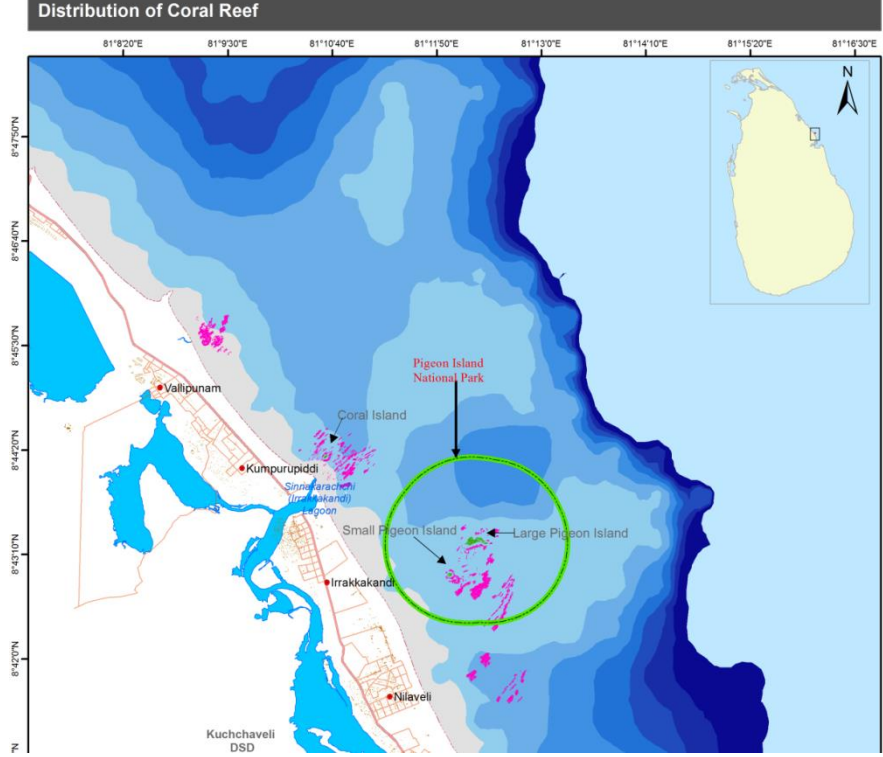 Distribution of Coral Reef
81°8'20"E 81°9'30"E 81°10'40"E 81°11'50"E 81°13'0"E 81°14'10"E 81°15'20"E 81°16'30"E
N
8°47'50"N
8°46'40"N
8°45'30"N
Pigeon Island
National Park
Vallipunam
Coral Island
8°44'20"N
Kumpurupiddi
Sinnakarachchi
(Irrakkakandi)
Lagoon
Small Pigeon Island
Large Pigeon Island
8°43'10"N
Irrakkakandi
8°42'0"N
Nilaveli
Kuchchaveli
DSD